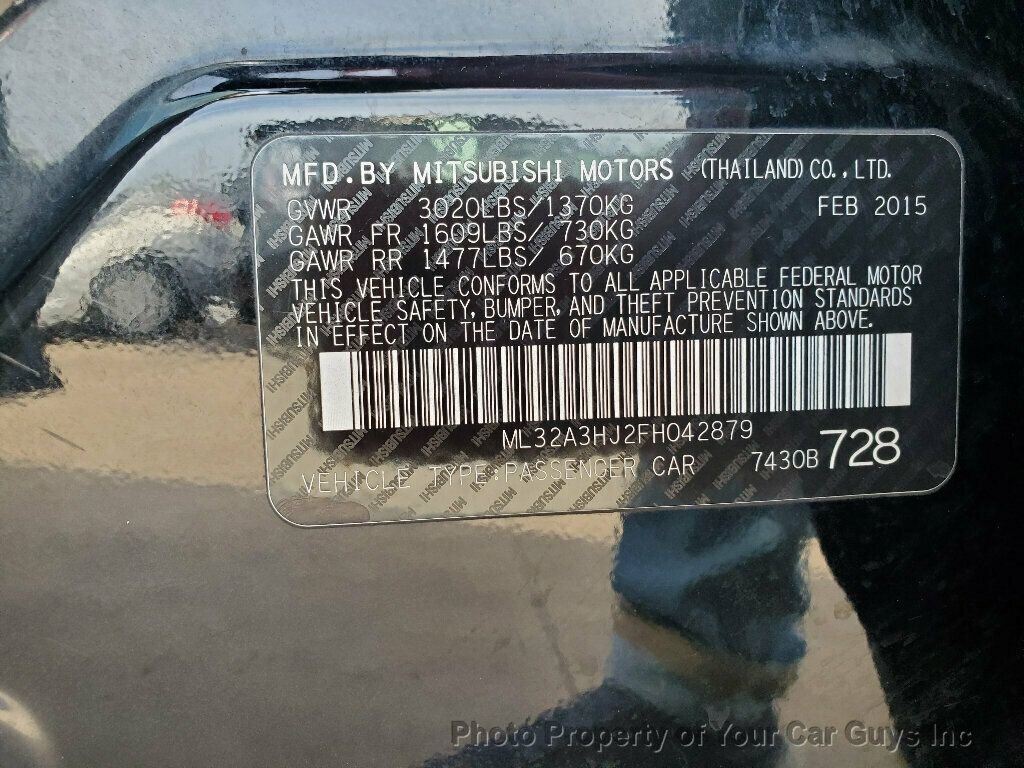 MFD.BY MITSUBISHI MOTORS (THAILAND) CO.,LTD.
GVWR 3020LBS/1370KG FEB 2015
GAWR FR 1609LBS/ 730KG
GAWR RR 1477LBS/ 670KG
THIS VEHICLE CONFORMS TO ALL APPLICABLE FEDERAL MOTOR
VEHICLE SAFETY, BUMPER, AND THEFT PREVENTION STANDARDS
IN EFFECT ON THE DATE OF MANUFACTURE SHOWN ABOVE.
ML32A3HJ2FH042879
VEHICLE TYPE:PASSENGER CAR 7430B 728
Photo Property of Your Car Guys Inc